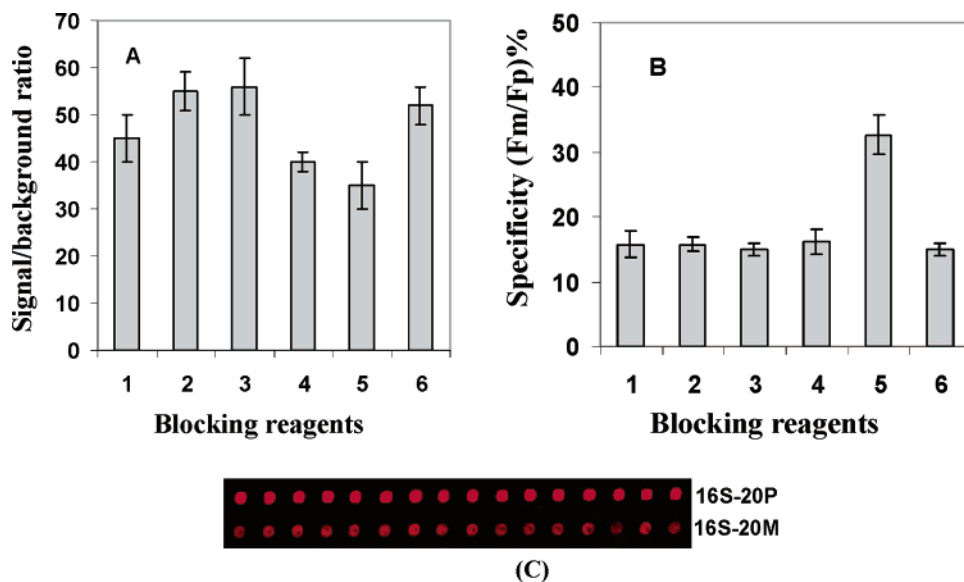 A
Signal/background ratio
70
60
50
40
30
20
10
0
1 2 3 4 5 6
Blocking reagents
B
Specificity (Fm/Fp)%
50
40
30
20
10
0
1 2 3 4 5 6
Blocking reagents
16S-20P
16S-20M
(C)